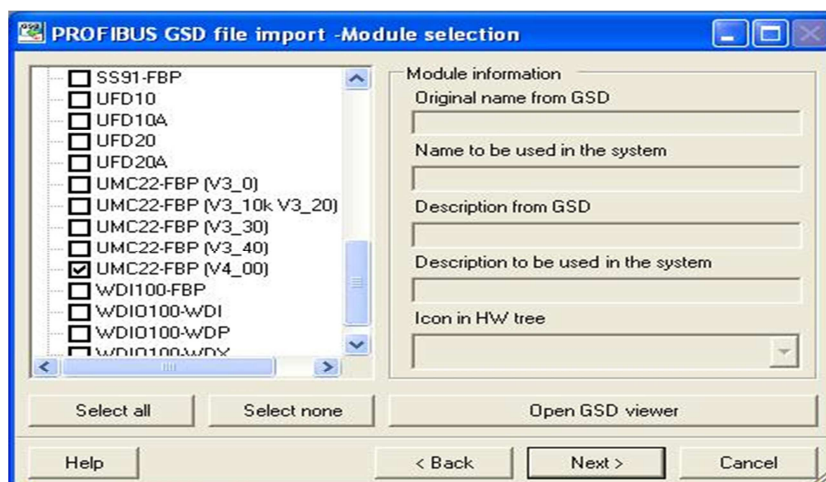 PROFIBUS GSD file import -Module selection
SS91-FBP
UFD10
UFD10A
UFD20
UFD20A
UMC22-FBP (V3_0)
UMC22-FBP (V3_10k V3_20)
UMC22-FBP (V3_30)
UMC22-FBP (V3_40)
UMC22-FBP (V4_00)
WDI100-FBP
WDIO100-WDI
WDIO100-WDP
WDIO100-WDX
Module information
Original name from GSD
Name to be used in the system
Description from GSD
Description to be used in the system
Icon in HW tree
Select all
Select none
Open GSD viewer
Help
< Back
Next >
Cancel